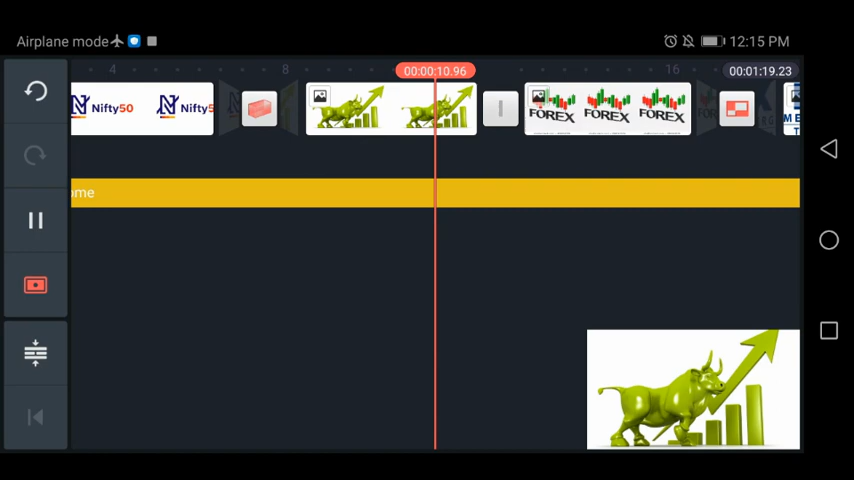 Airplane mode
12:15 PM
4
8
00:00:10.96
16
00:01:19.23
Nifty50
Nifty5
FOREX
FOREX
FOREX
ME
T
ome